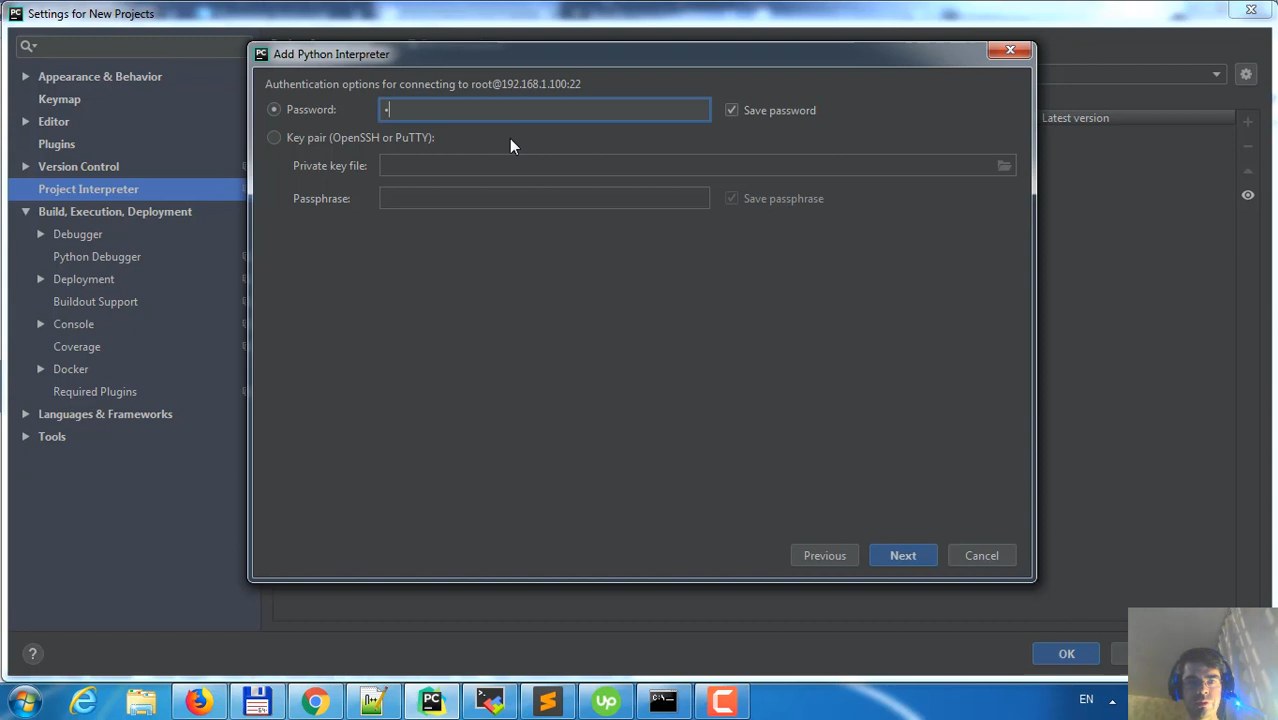 Settings for New Projects
Add Python Interpreter
Authentication options for connecting to root@192.168.1.100:22
Password:
Save password
Key pair (OpenSSH or PuTTY):
Private key file:
Passphrase:
Save passphrase
Previous
Next
Cancel
Appearance & Behavior
Keymap
Editor
Plugins
Version Control
Project Interpreter
Build, Execution, Deployment
Debugger
Python Debugger
Deployment
Buildout Support
Console
Coverage
Docker
Required Plugins
Languages & Frameworks
Tools
Latest version
OK
EN